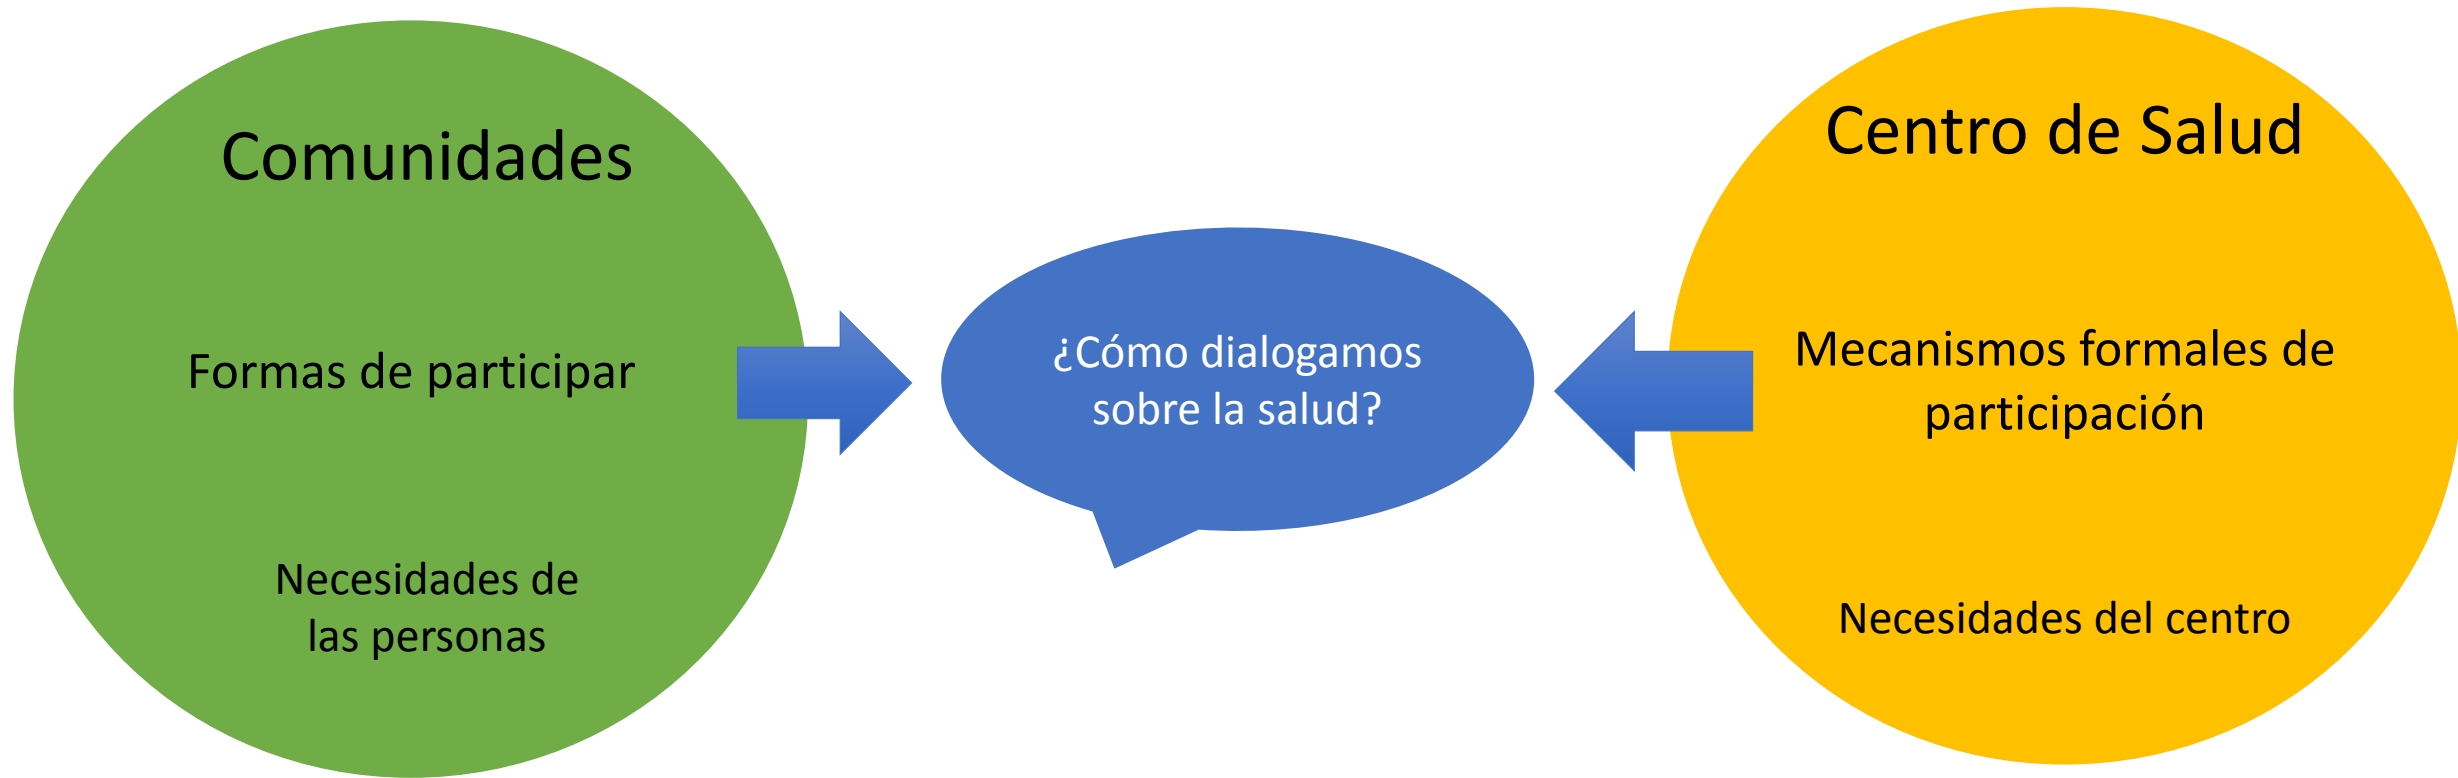 Comunidades
Formas de participar
Necesidades de
las personas
¿Cómo dialogamos
sobre la salud?
Centro de Salud
Mecanismos formales de
participación
Necesidades del centro